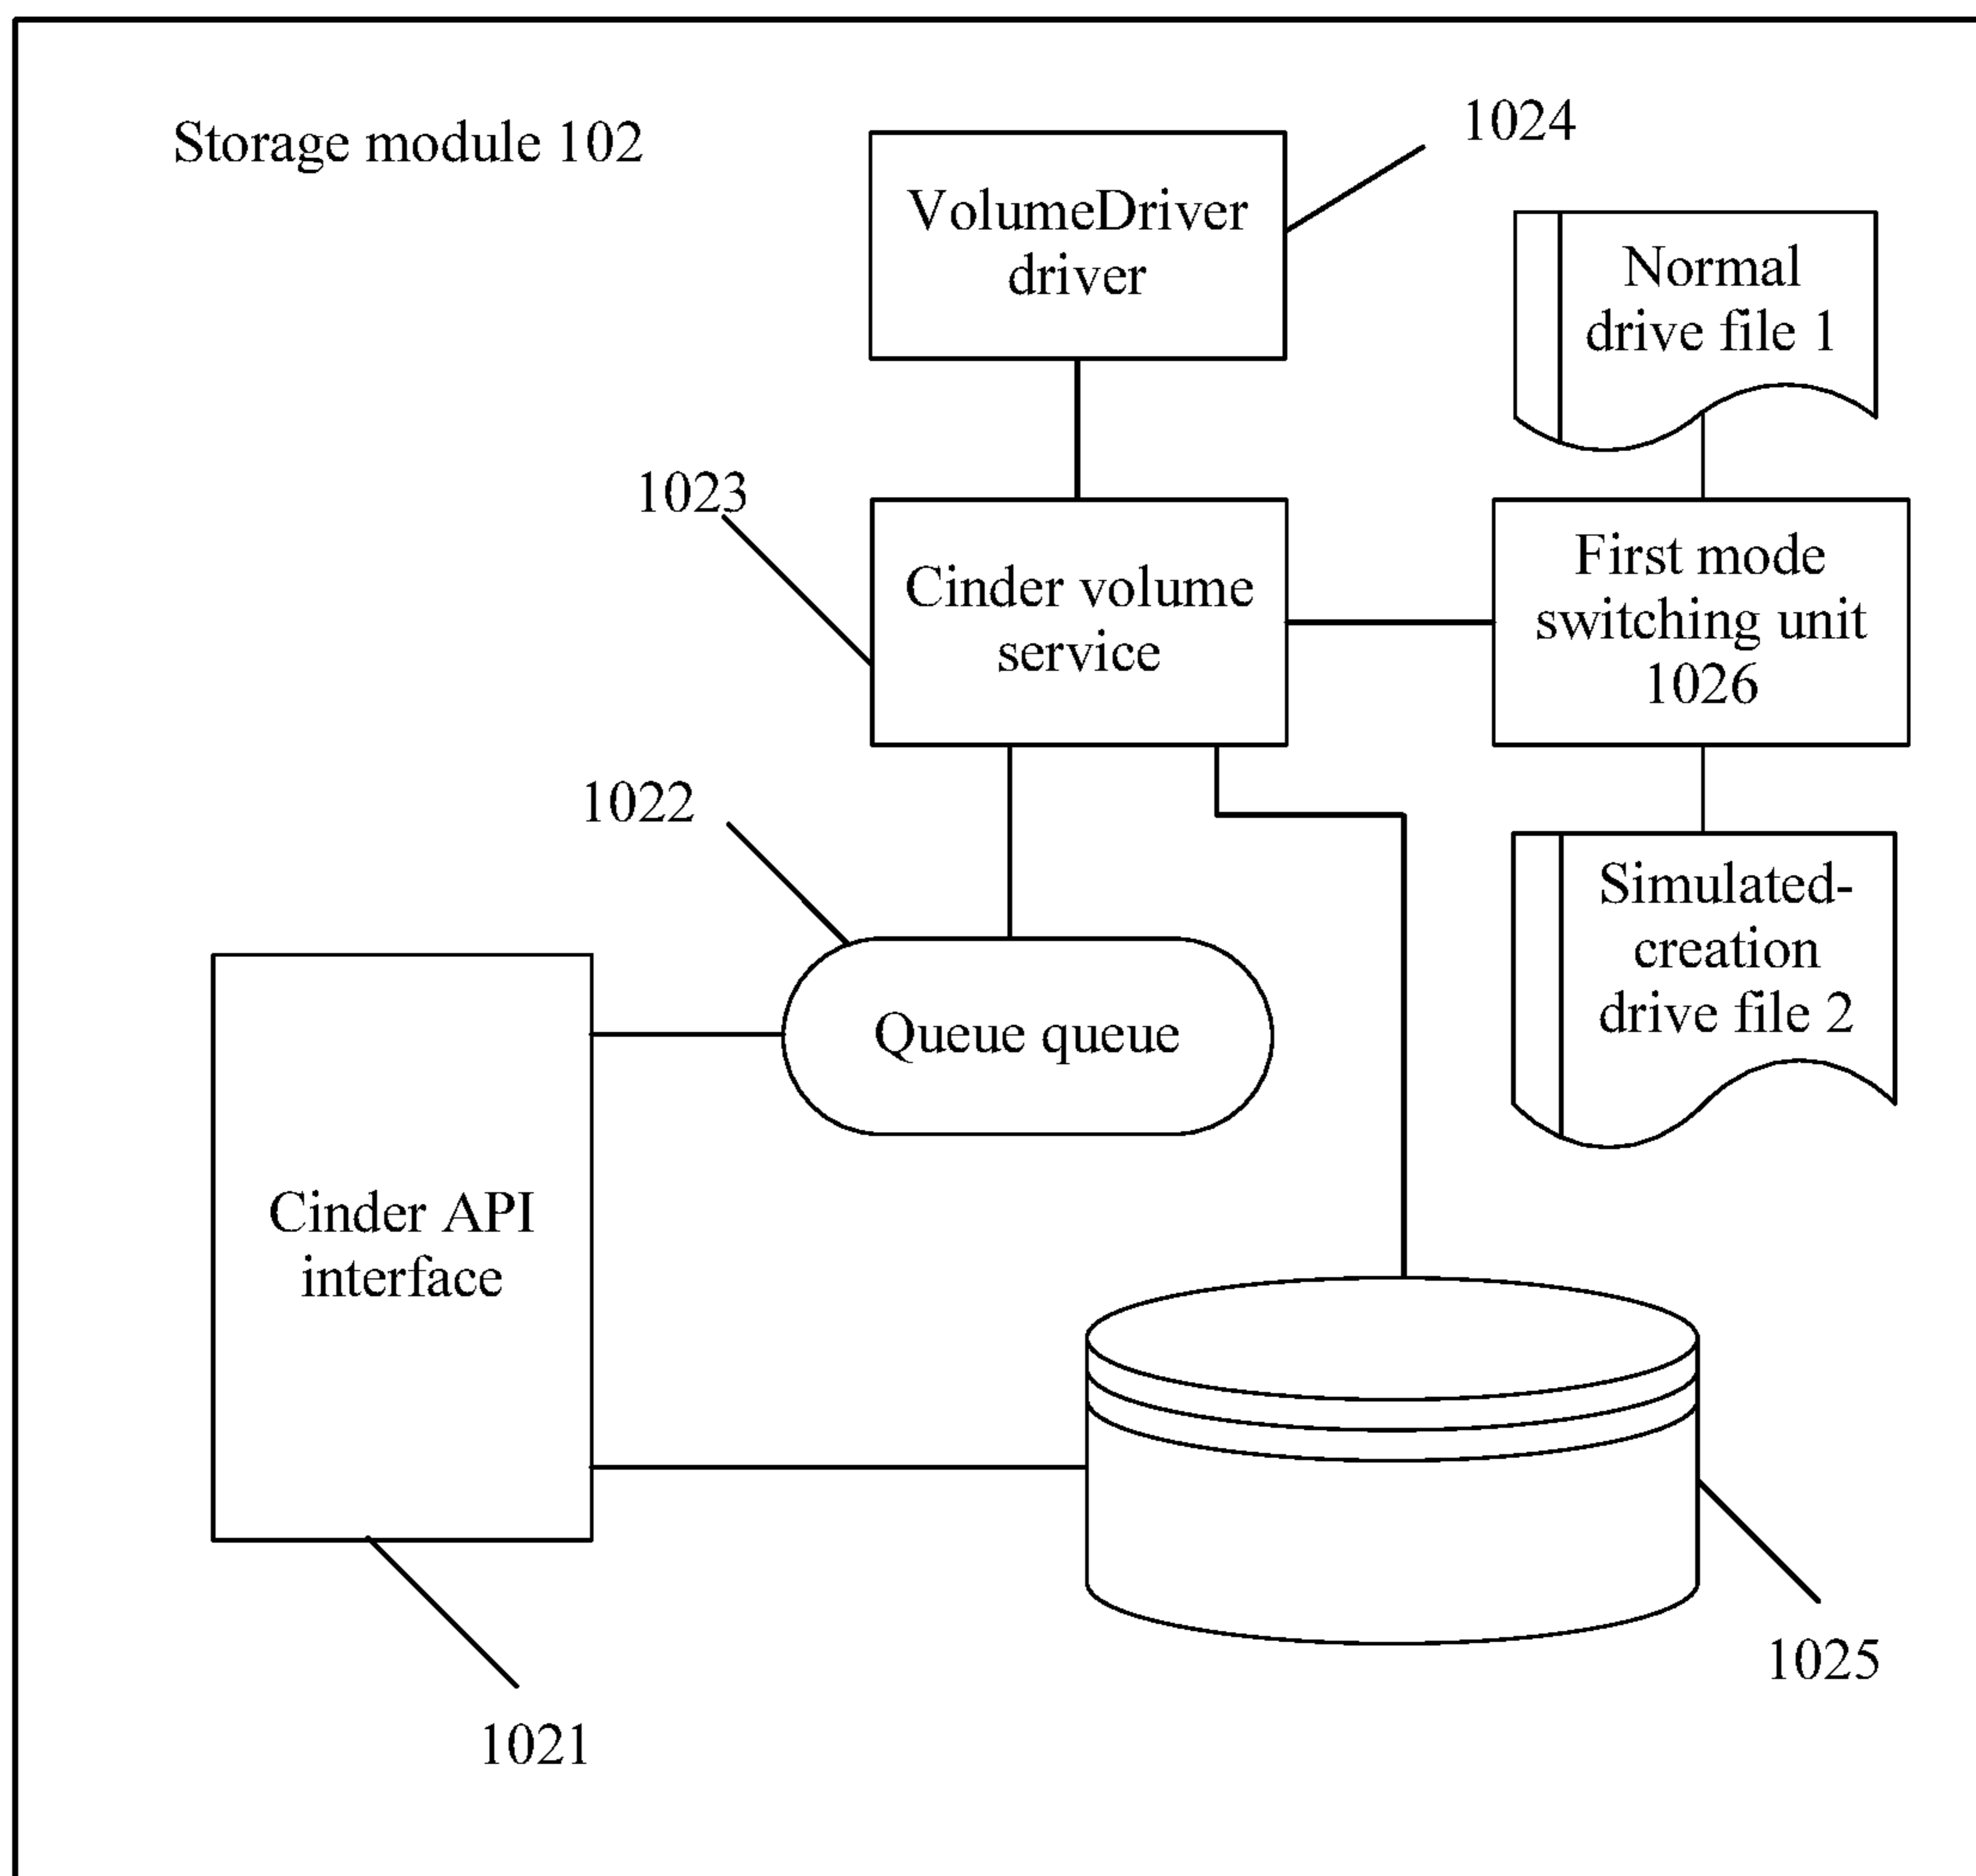 Storage module 102
1024
VolumeDriver
driver
Normal
drive file 1
1023
Cinder volume
service
First mode
switching unit
1026
1022
Simulated-
creation
drive file 2
Queue queue
Cinder API
interface
1025
1021